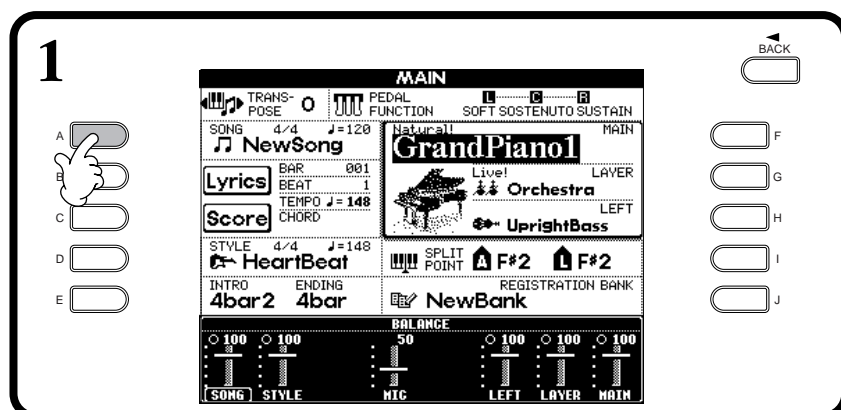 1
BACK
MAIN
TRANS-
POSE 0
PEDAL
FUNCTION
L C R
SOFT SOSTENUTO SUSTAIN
A
B
C
D
E
F
G
H
I
J
SONG 4/4 ♩=120
NewSong
Lyrics
Score
BAR 001
BEAT 1
TEMPO ♩= 148
CHORD
Natural! MAIN
GrandPiano1
Live! LAYER
Orchestra
LEFT
UprightBass
STYLE 4/4 ♩=148
HeartBeat
SPLIT
POINT A F#2 L F#2
INTRO ENDING
4bar2 4bar
REGISTRATION BANK
NewBank
BALANCE
100 100 50 100 100 100
SONG STYLE MIC LEFT LAYER MAIN